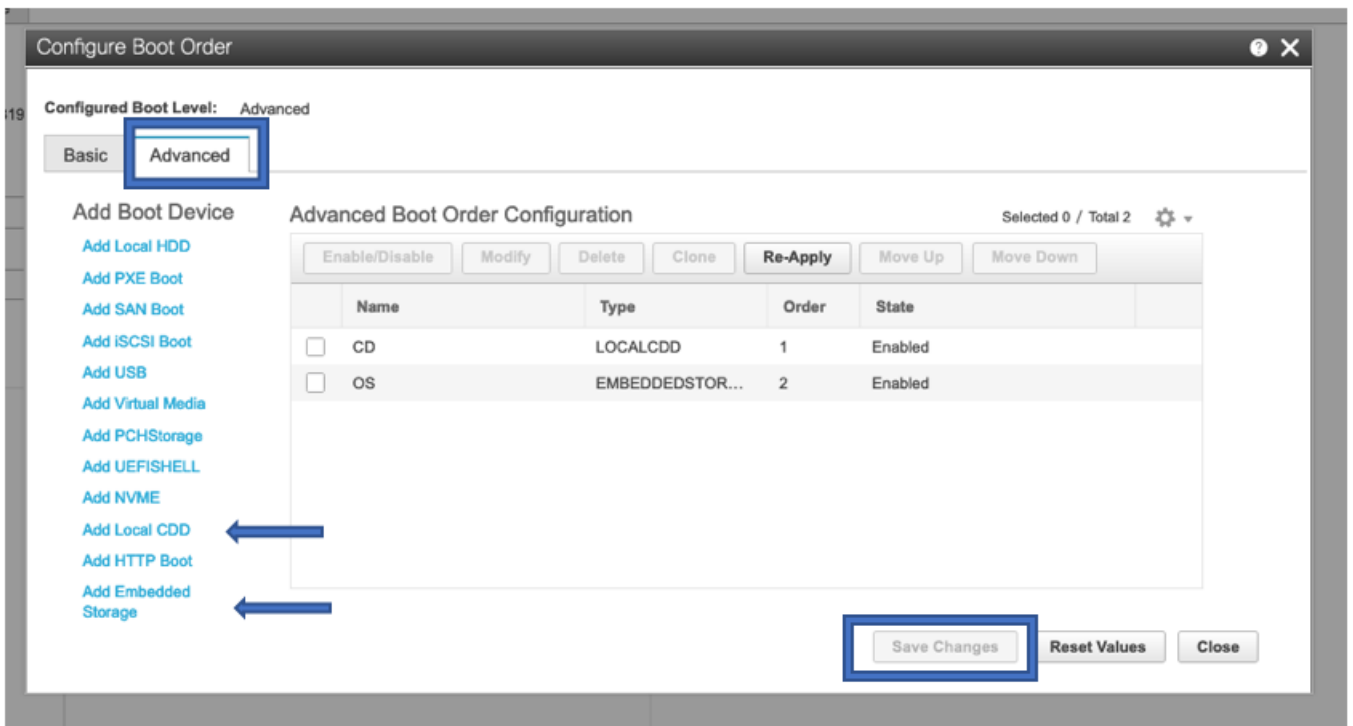 Configure Boot Order
Configured Boot Level: Advanced
Basic Advanced
Add Boot Device
Add Local HDD
Add PXE Boot
Add SAN Boot
Add iSCSI Boot
Add USB
Add Virtual Media
Add PCHStorage
Add UEFISHELL
Add NVME
Add Local CDD
Add HTTP Boot
Add Embedded
Storage
Advanced Boot Order Configuration
Selected 0 / Total 2
Enable/Disable Modify Delete Clone Re-Apply Move Up Move Down
Name Type Order State
CD LOCALCDD 1 Enabled
OS EMBEDDEDSTOR... 2 Enabled
Save Changes Reset Values Close